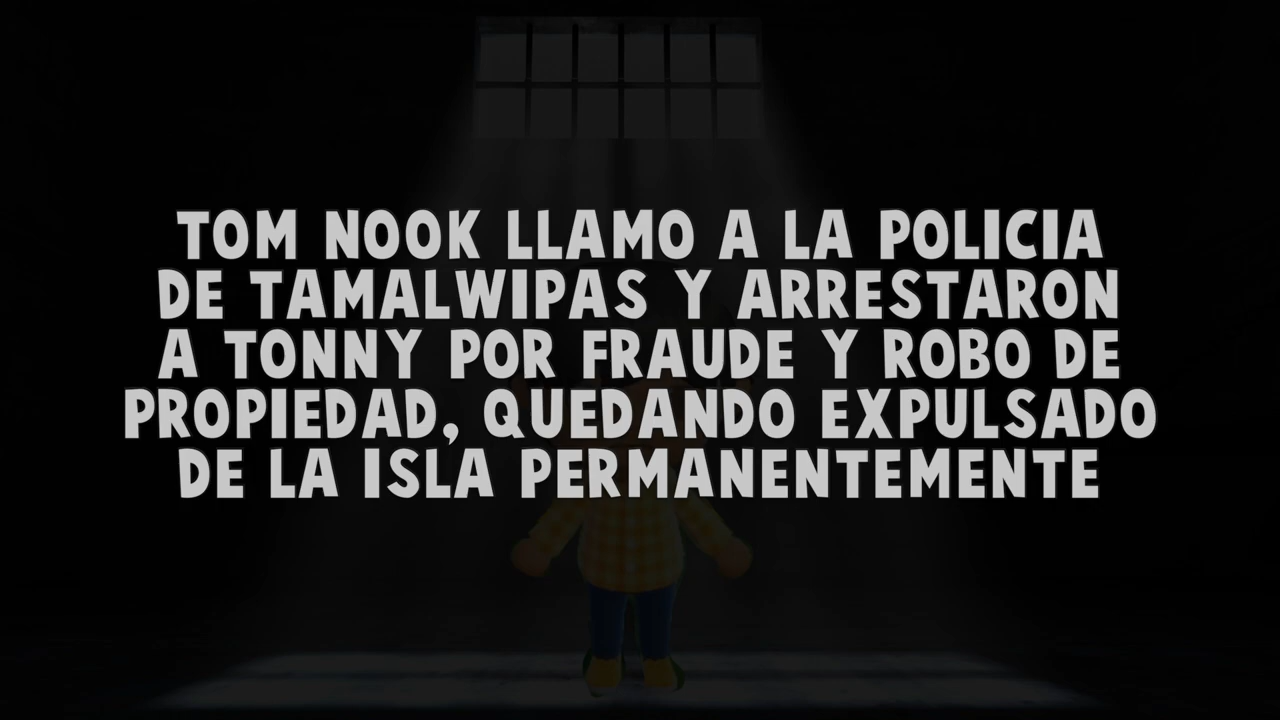 TOM NOOK LLAMO A LA POLICIA
DE TAMALWIPAS Y ARRESTARON
A TONNY POR FRAUDE Y ROBO DE
PROPIEDAD, QUEDANDO EXPULSADO
DE LA ISLA PERMANENTEMENTE